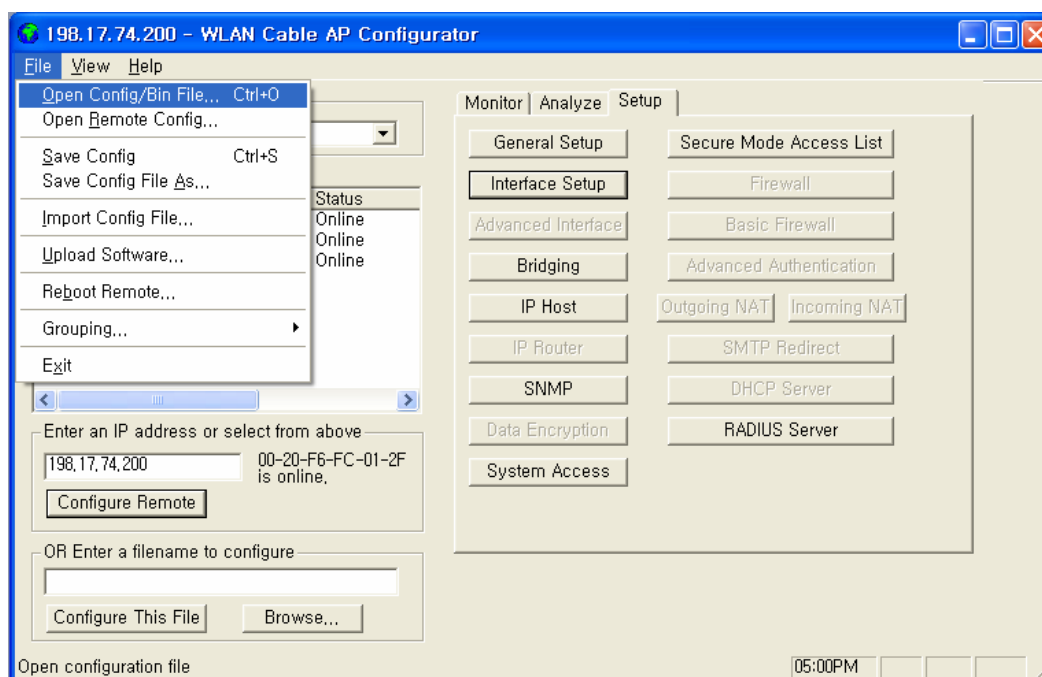 198.17.74.200 - WLAN Cable AP Configurator
File View Help
Open Config/Bin File... Ctrl+O
Open Remote Config...
Save Config Ctrl+S
Save Config File As...
Import Config File...
Upload Software...
Reboot Remote...
Grouping...
Exit
Status
Online
Online
Online
Enter an IP address or select from above
198.17.74.200
00-20-F6-FC-01-2F
is online.
Configure Remote
OR Enter a filename to configure
Configure This File Browse...
Monitor Analyze Setup
General Setup Secure Mode Access List
Interface Setup Firewall
Advanced Interface Basic Firewall
Bridging Advanced Authentication
IP Host Outgoing NAT Incoming NAT
IP Router SMTP Redirect
SNMP DHCP Server
Data Encryption RADIUS Server
System Access
Open configuration file 05:00PM